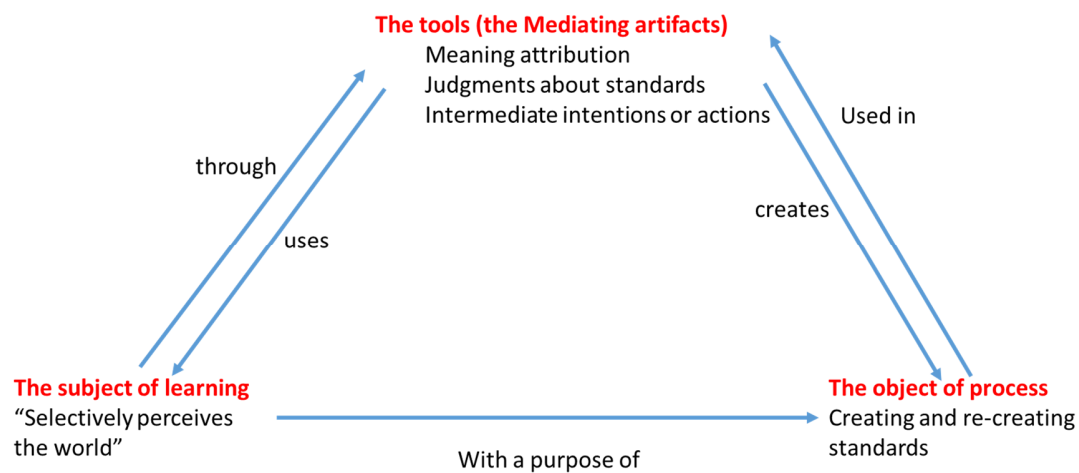 The tools (the Mediating artifacts)
Meaning attribution
Judgments about standards
Intermediate intentions or actions
Used in
through
creates
uses
The subject of learning
“Selectively perceives
the world”
The object of process
Creating and re-creating
standards
With a purpose of